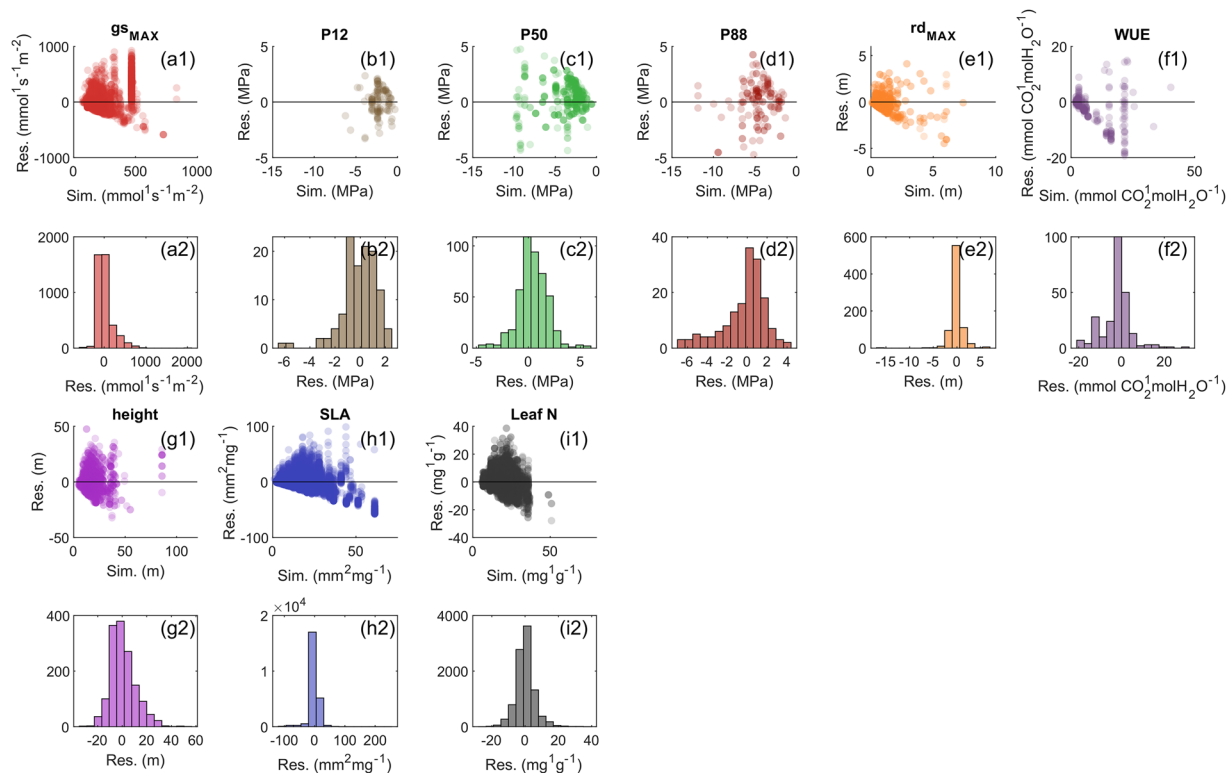 gsMAX
P12
P50
P88
rdMAX
WUE
(a1)
(b1)
(c1)
(d1)
(e1)
(f1)
Res. (mmol1s-1m-2)
1000
0
-1000
0 500 1000
Sim. (mmol1s-1m-2)
Res. (MPa)
5
0
-5
-15 -10 -5 0
Sim. (MPa)
Res. (MPa)
5
0
-5
-15 -10 -5 0
Sim. (MPa)
Res. (MPa)
5
0
-5
-15 -10 -5 0
Sim. (MPa)
Res. (m)
5
0
-5
0 5 10
Sim. (m)
Res. (mmol CO21molH2O-1)
20
0
-20
0 50
Sim. (mmol CO21molH2O-1)
(a2)
(b2)
(c2)
(d2)
(e2)
(f2)
2000
1000
0
0 1000 2000
Res. (mmol1s-1m-2)
20
10
0
-6 -4 -2 0 2
Res. (MPa)
100
50
0
-5 0 5
Res. (MPa)
40
20
0
-6 -4 -2 0 2 4
Res. (MPa)
600
400
200
0
-15 -10 -5 0 5
Res. (m)
100
50
0
-20 0 20
Res. (mmol CO21molH2O-1)
height
SLA
Leaf N
(g1)
(h1)
(i1)
Res. (m)
50
0
-50
0 50 100
Sim. (m)
Res. (mm2mg-1)
100
0
-100
0 50
Sim. (mm2mg-1)
Res. (mg1g-1)
40
20
0
-20
-40
0 20 40 60
Sim. (mg1g-1)
(g2)
(h2)
(i2)
400
200
0
-20 0 20 40 60
Res. (m)
×104
2
1
0
-100 0 100 200
Res. (mm2mg-1)
4000
2000
0
-20 0 20 40
Res. (mg1g-1)